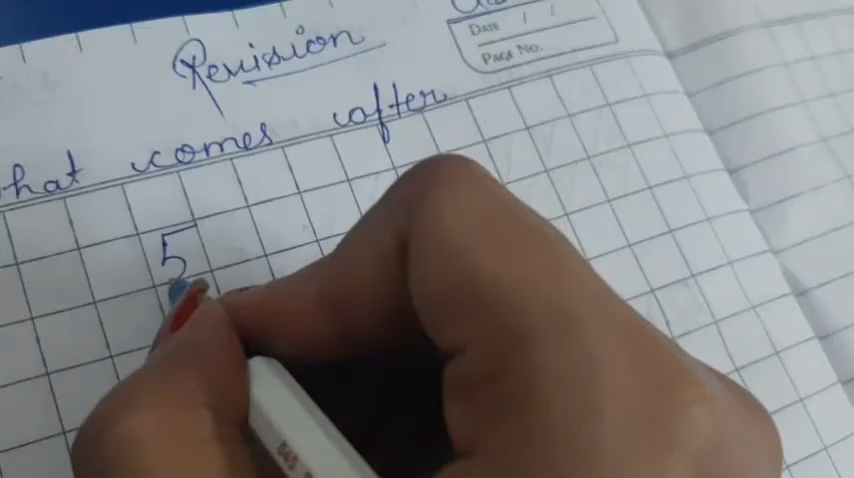 DATE / /
PAGE NO.
Revision
hat comes after
5